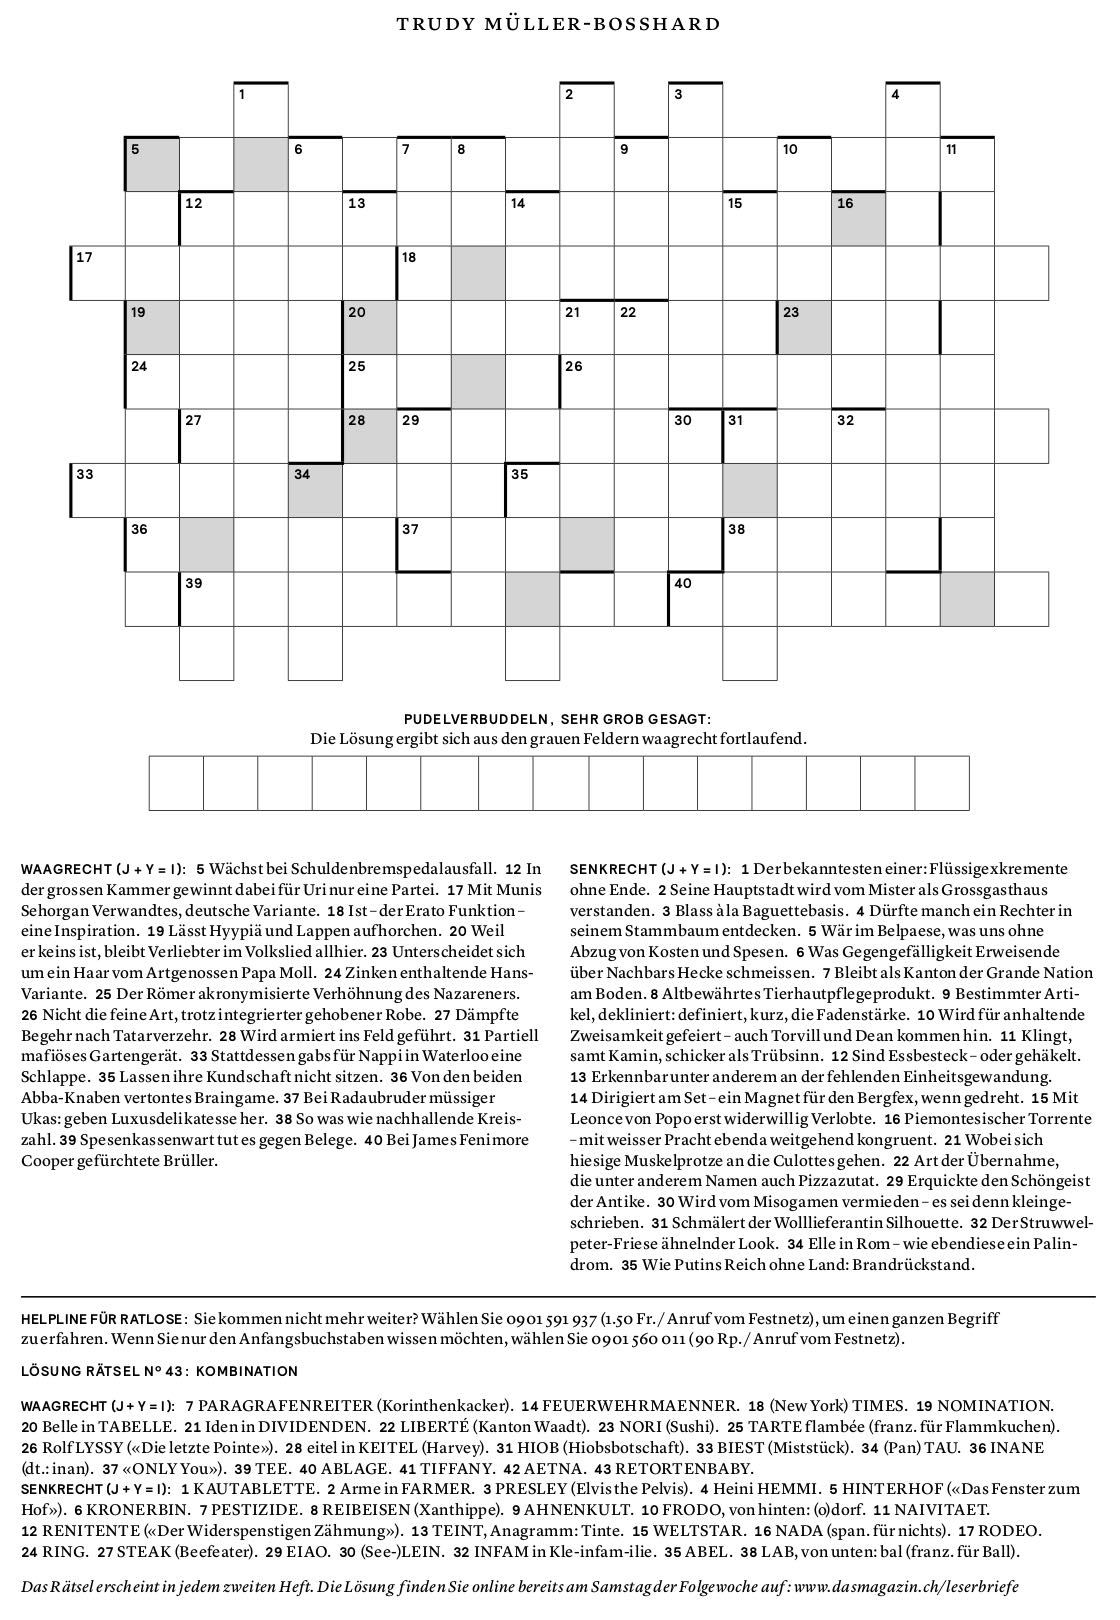 TRUDY MÜLLER-BOSSHARD
1 2 3 4
5 6 7 8 9 10 11
12 13 14 15 16
17 18
19 20 21 22 23
24 25 26
27 28 29 30 31 32
33 34 35
36 37 38
39 40
PUDELVERBUDDELN, SEHR GROB GESAGT:
Die Lösung ergibt sich aus den grauen Feldern waagrecht fortlaufend.
WAAGRECHT (J + Y = I): 5 Wächst bei Schuldenbremspedalausfall. 12 In
der grossen Kammer gewinnt dabei für Uri nur eine Partei. 17 Mit Munis
Sehorgan Verwandtes, deutsche Variante. 18 Ist – der Erato Funktion –
eine Inspiration. 19 Lässt Hyypiä und Lappen aufhorchen. 20 Weil
er keins ist, bleibt Verliebter im Volkslied allhier. 23 Unterscheidet sich
um ein Haar vom Artgenossen Papa Moll. 24 Zinken enthaltende Hans-
Variante. 25 Der Römer akronymisierte Verhöhnung des Nazareners.
26 Nicht die feine Art, trotz integrierter gehobener Robe. 27 Dämpfte
Begehr nach Tatarverzehr. 28 Wird armiert ins Feld geführt. 31 Partiell
mafiöses Gartengerät. 33 Stattdessen gabs für Nappi in Waterloo eine
Schlappe. 35 Lassen ihre Kundschaft nicht sitzen. 36 Von den beiden
Abba-Knaben vertontes Braingame. 37 Bei Radaubruder müssiger
Ukas: geben Luxusdelikatesse her. 38 So was wie nachhallende Kreis-
zahl. 39 Spesenkassenwart tut es gegen Belege. 40 Bei James Fenimore
Cooper gefürchtete Brüller.
SENKRECHT (J + Y = I): 1 Der bekanntesten einer: Flüssigexkremente
ohne Ende. 2 Seine Hauptstadt wird vom Mister als Grossgasthaus
verstanden. 3 Blass à la Baguettebasis. 4 Dürfte manch ein Rechter in
seinem Stammbaum entdecken. 5 Wär im Belpaese, was uns ohne
Abzug von Kosten und Spesen. 6 Was Gegengefälligkeit Erweisende
über Nachbars Hecke schmeissen. 7 Bleibt als Kanton der Grande Nation
am Boden. 8 Altbewährtes Tierhautpflegeprodukt. 9 Bestimmter Arti-
kel, dekliniert: definiert, kurz, die Fadenstärke. 10 Wird für anhaltende
Zweisamkeit gefeiert – auch Torvill und Dean kommen hin. 11 Klingt,
samt Kamin, schicker als Trübsinn. 12 Sind Essbesteck – oder gehäkelt.
13 Erkennbar unter anderem an der fehlenden Einheitsgewandung.
14 Dirigiert am Set – ein Magnet für den Bergfex, wenn gedreht. 15 Mit
Leonce von Popo erst widerwillig Verlobte. 16 Piemontesischer Torrente
– mit weisser Pracht ebenda weitgehend kongruent. 21 Wobei sich
hiesige Muskelprotze an die Culottes gehen. 22 Art der Übernahme,
die unter anderem Namen auch Pizzazutat. 29 Erquickte den Schöngeist
der Antike. 30 Wird vom Misogamen vermieden – es sei denn kleinge-
schrieben. 31 Schmälert der Wolllieferantin Silhouette. 32 Der Struwwel-
peter-Friese ähnelnder Look. 34 Elle in Rom – wie ebendiese ein Palin-
drom. 35 Wie Putins Reich ohne Land: Brandrückstand.
HELPLINE FÜR RATLOSE: Sie kommen nicht mehr weiter? Wählen Sie 0901 591 937 (1.50 Fr./Anruf vom Festnetz), um einen ganzen Begriff
zu erfahren. Wenn Sie nur den Anfangsbuchstaben wissen möchten, wählen Sie 0901 560 011 (90 Rp./Anruf vom Festnetz).
LÖSUNG RÄTSEL Nº 43: KOMBINATION
WAAGRECHT (J + Y = I): 7 PARAGRAFENREITER (Korinthenkacker). 14 FEUERWEHRMAENNER. 18 (New York) TIMES. 19 NOMINATION.
20 Belle in TABELLE. 21 Iden in DIVIDENDEN. 22 LIBERTÉ (Kanton Waadt). 23 NORI (Sushi). 25 TARTE flambée (franz. für Flammkuchen).
26 Rolf LYSSY («Die letzte Pointe»). 28 eitel in KEITEL (Harvey). 31 HIOB (Hiobsbotschaft). 33 BIEST (Miststück). 34 (Pan) TAU. 36 INANE
(dt.: inan). 37 «ONLY You»). 39 TEE. 40 ABLAGE. 41 TIFFANY. 42 AETNA. 43 RETORTENBABY.
SENKRECHT (J + Y = I): 1 KAUTABLETTE. 2 Arme in FARMER. 3 PRESLEY (Elvis the Pelvis). 4 Heini HEMMI. 5 HINTERHOF («Das Fenster zum
Hof»). 6 KRONERBIN. 7 PESTIZIDE. 8 REIBEISEN (Xanthippe). 9 AHNENKULT. 10 FRODO, von hinten: (o)dorf. 11 NAIVITAET.
12 RENITENTE («Der Widerspenstigen Zähmung»). 13 TEINT, Anagramm: Tinte. 15 WELTSTAR. 16 NADA (span. für nichts). 17 RODEO.
24 RING. 27 STEAK (Beefeater). 29 EIAO. 30 (See-)LEIN. 32 INFAM in Kle-infam-ilie. 35 ABEL. 38 LAB, von unten: bal (franz. für Ball).
Das Rätsel erscheint in jedem zweiten Heft. Die Lösung finden Sie online bereits am Samstag der Folgewoche auf: www.dasmagazin.ch/leserbriefe